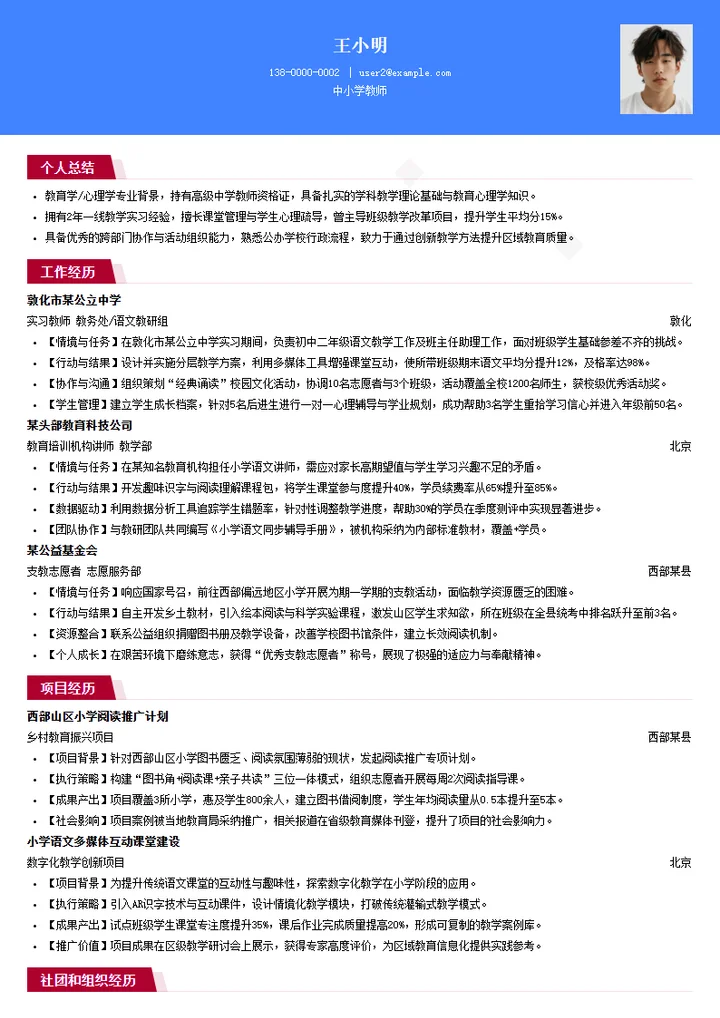 王小明
138-0000-0002 | user2@example.com
中小学教师
个人总结
• 教育学/心理学专业背景，持有高级中学教师资格证，具备扎实的学科教学理论基础与教育心理学知识。
• 拥有2年一线教学实习经验，擅长课堂管理与学生心理疏导，曾主导班级教学改革项目，提升学生平均分15%。
• 具备优秀的跨部门协作与活动组织能力，熟悉公办学校行政流程，致力于通过创新教学方法提升区域教育质量。
工作经历
敦化市某公立中学
实习教师 教务处/语文教研组 敦化
• 【情境与任务】在敦化市某公立中学实习期间，负责初中二年级语文教学工作及班主任助理工作，面对班级学生基础参差不齐的挑战。
• 【行动与结果】设计并实施分层教学方案，利用多媒体工具增强课堂互动，使所带班级期末语文平均分提升12%，及格率达98%。
• 【协作与沟通】组织策划“经典诵读”校园文化活动，协调10名志愿者与3个班级，活动覆盖全校1200名师生，获校级优秀活动奖。
• 【学生管理】建立学生成长档案，针对5名后进生进行一对一心理辅导与学业规划，成功帮助3名学生重拾学习信心并进入年级前50名。
某头部教育科技公司
教育培训机构讲师 教学部 北京
• 【情境与任务】在某知名教育机构担任小学语文讲师，需应对家长高期望值与学生学习兴趣不足的矛盾。
• 【行动与结果】开发趣味识字与阅读理解课程包，将学生课堂参与度提升40%，学员续费率从65%提升至85%。
• 【数据驱动】利用数据分析工具追踪学生错题率，针对性调整教学进度，帮助30%的学员在季度测评中实现显著进步。
• 【团队协作】与教研团队共同编写《小学语文同步辅导手册》，被机构采纳为内部标准教材，覆盖+学员。
某公益基金会
支教志愿者 志愿服务部 西部某县
• 【情境与任务】响应国家号召，前往西部偏远地区小学开展为期一学期的支教活动，面临教学资源匮乏的困难。
• 【行动与结果】自主开发乡土教材，引入绘本阅读与科学实验课程，激发山区学生求知欲，所在班级在全县统考中排名跃升至前3名。
• 【资源整合】联系公益组织捐赠图书册及教学设备，改善学校图书馆条件，建立长效阅读机制。
• 【个人成长】在艰苦环境下磨练意志，获得“优秀支教志愿者”称号，展现了极强的适应力与奉献精神。
项目经历
西部山区小学阅读推广计划
乡村教育振兴项目 西部某县
• 【项目背景】针对西部山区小学图书匮乏、阅读氛围薄弱的现状，发起阅读推广专项计划。
• 【执行策略】构建“图书角+阅读课+亲子共读”三位一体模式，组织志愿者开展每周2次阅读指导课。
• 【成果产出】项目覆盖3所小学，惠及学生800余人，建立图书借阅制度，学生年均阅读量从0.5本提升至5本。
• 【社会影响】项目案例被当地教育局采纳推广，相关报道在省级教育媒体刊登，提升了项目的社会影响力。
小学语文多媒体互动课堂建设
数字化教学创新项目 北京
• 【项目背景】为提升传统语文课堂的互动性与趣味性，探索数字化教学在小学阶段的应用。
• 【执行策略】引入AR识字技术与互动课件，设计情境化教学模块，打破传统灌输式教学模式。
• 【成果产出】试点班级学生课堂专注度提升35%，课后作业完成质量提高20%，形成可复制的教学案例库。
• 【推广价值】项目成果在区级教学研讨会上展示，获得专家高度评价，为区域教育信息化提供实践参考。
社团和组织经历